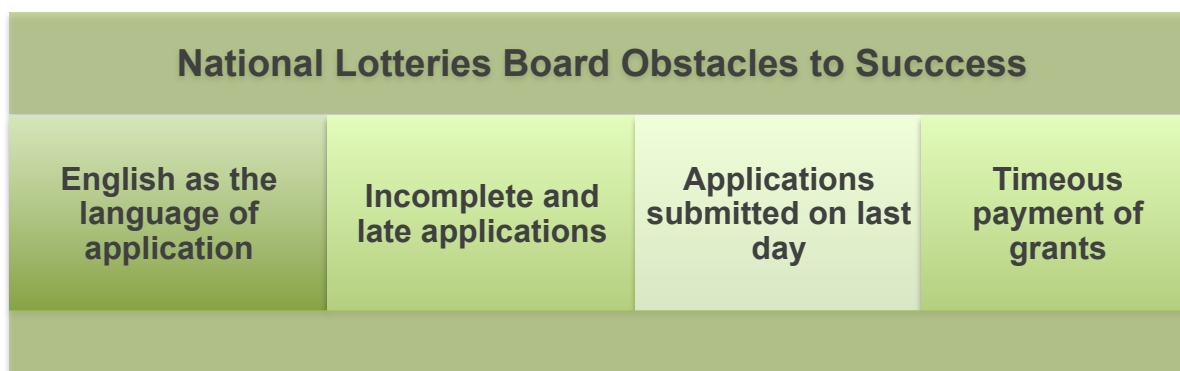 National Lotteries Board Obstacles to Succcess
English as the
language of
application
Incomplete and
late applications
Applications
submitted on last
day
Timeous
payment of
grants